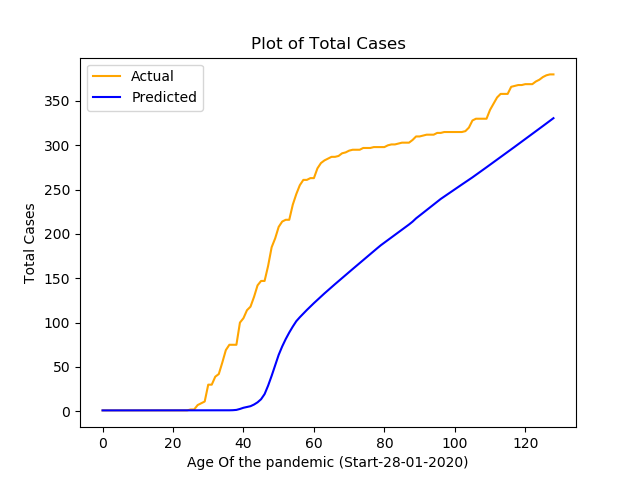 Plot of Total Cases
Actual
Predicted
350
300
250
200
150
100
50
0
Total Cases
0 20 40 60 80 100 120
Age Of the pandemic (Start-28-01-2020)